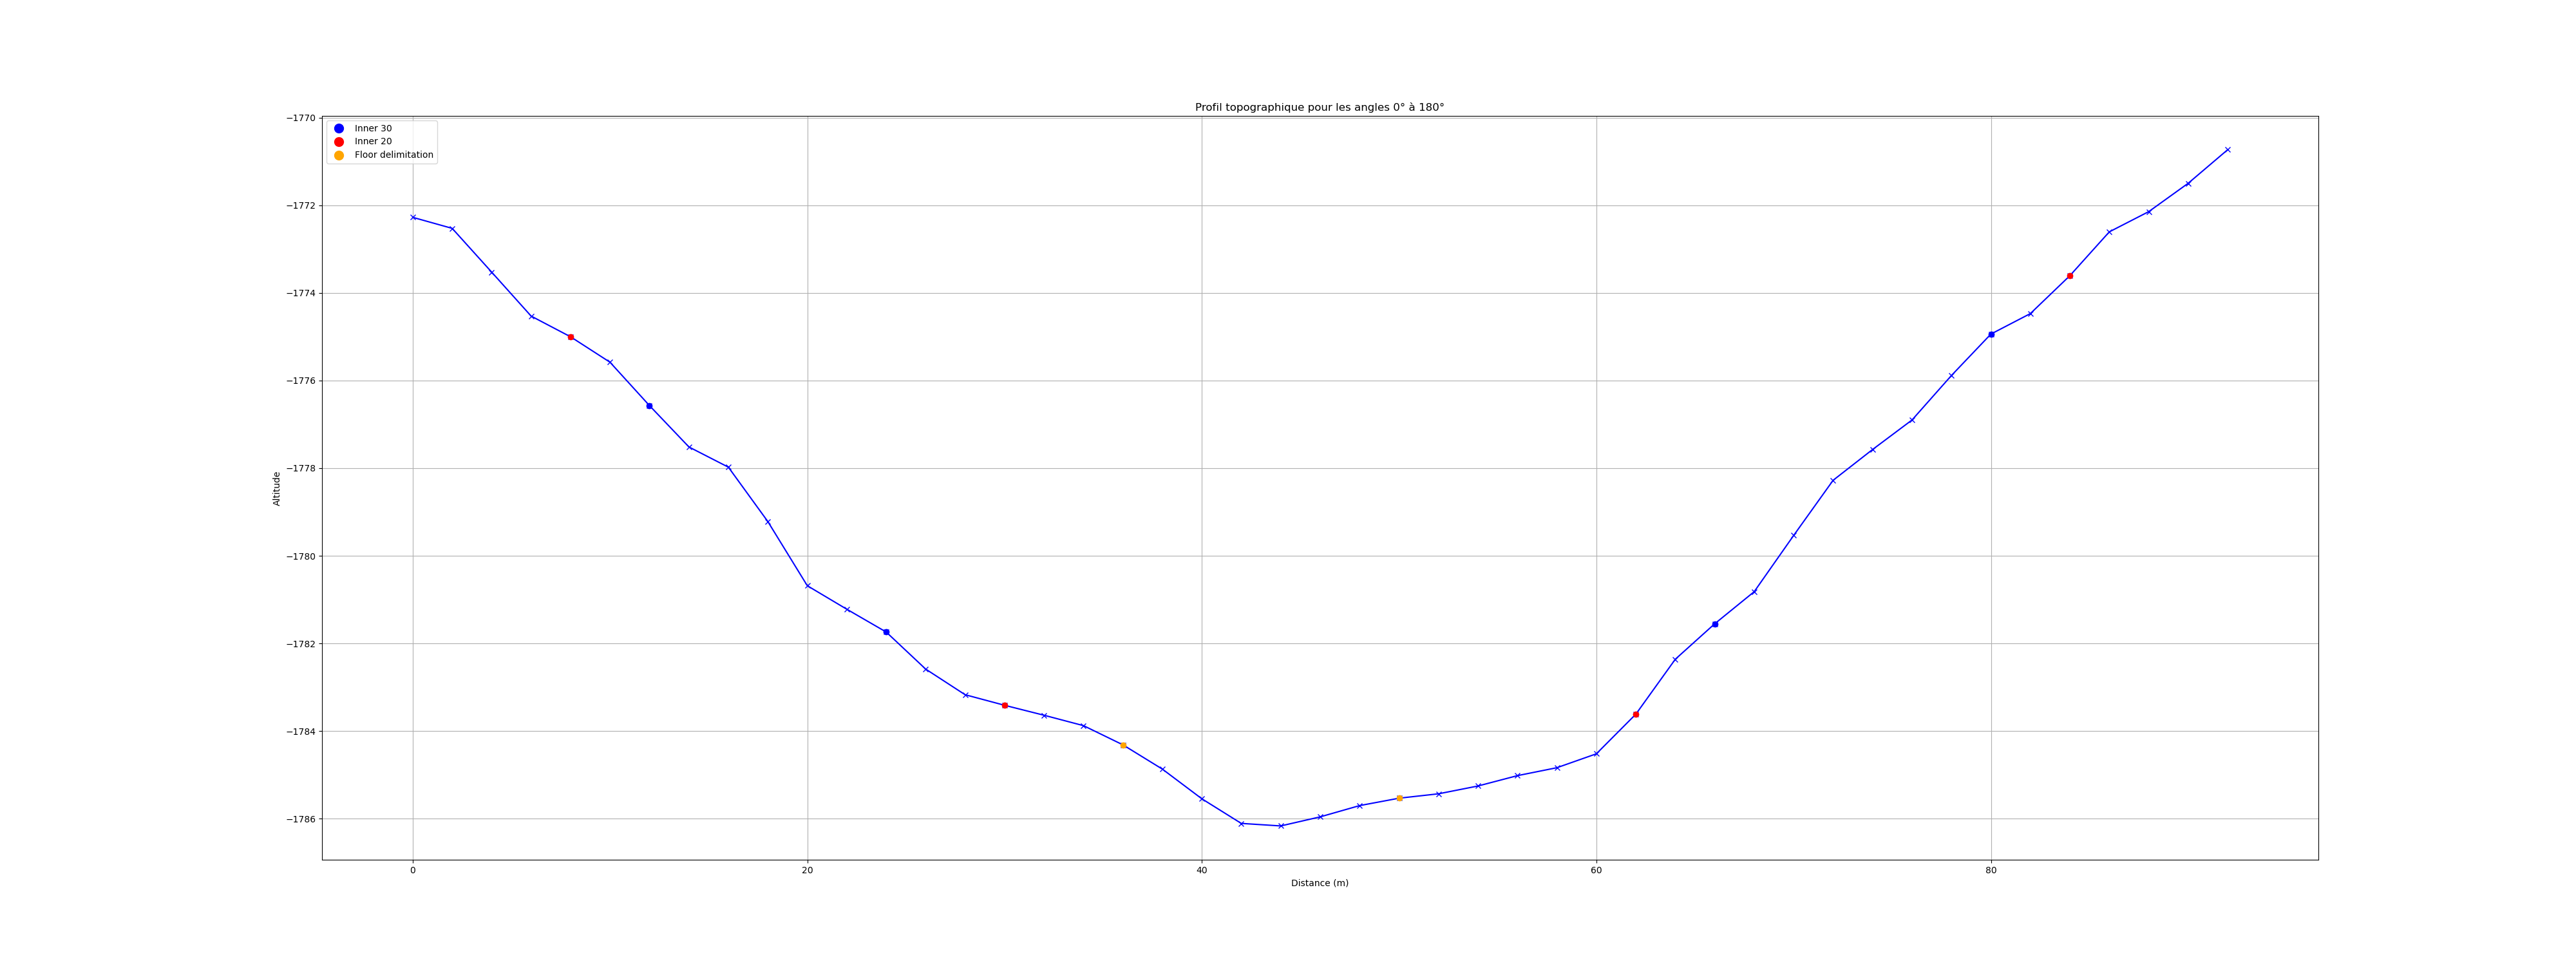 Profil topographique pour les angles 0° à 180°
Inner 30
Inner 20
Floor delimitation
−1770
−1772
−1774
−1776
−1778
−1780
−1782
−1784
−1786
Altitude
0 20 40 60 80
Distance (m)